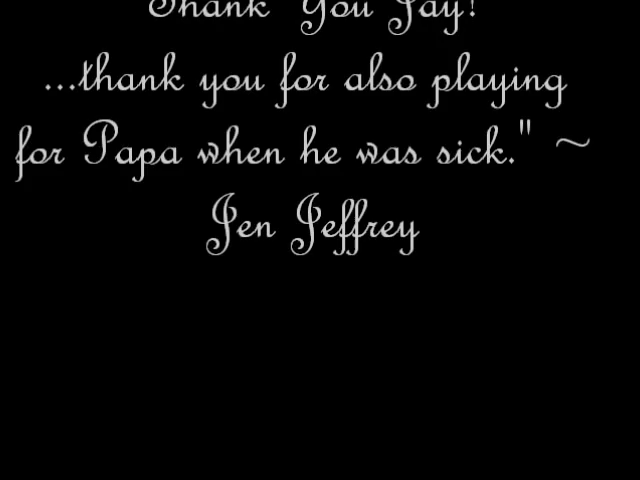 Thank You Jay!
...thank you for also playing
for Papa when he was sick." ~
Jen Jeffrey